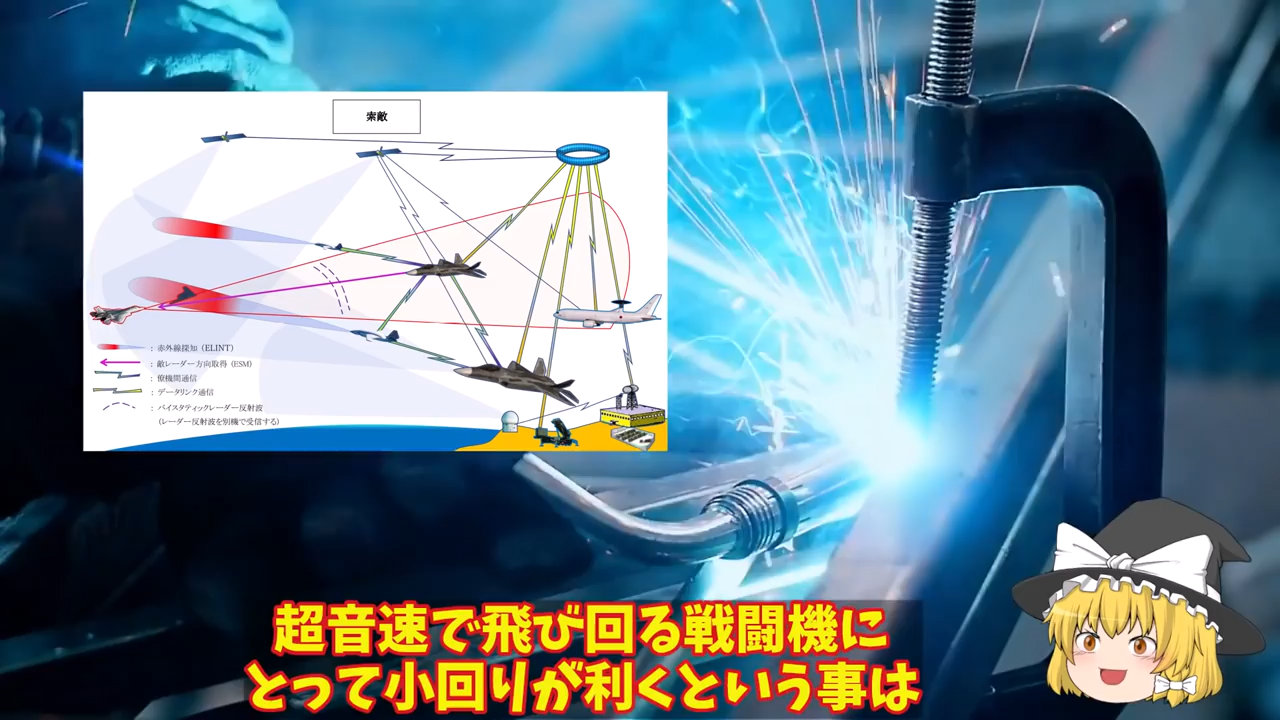 索敵
：赤外線探知（ELINT）
：敵レーダー方向取得（ESM）
：僚機間通信
：データリンク通信
：バイスタティックレーダー反射波
（レーダー反射波を別機で受信する）
超音速で飛び回る戦闘機に
とって小回りが利くという事は